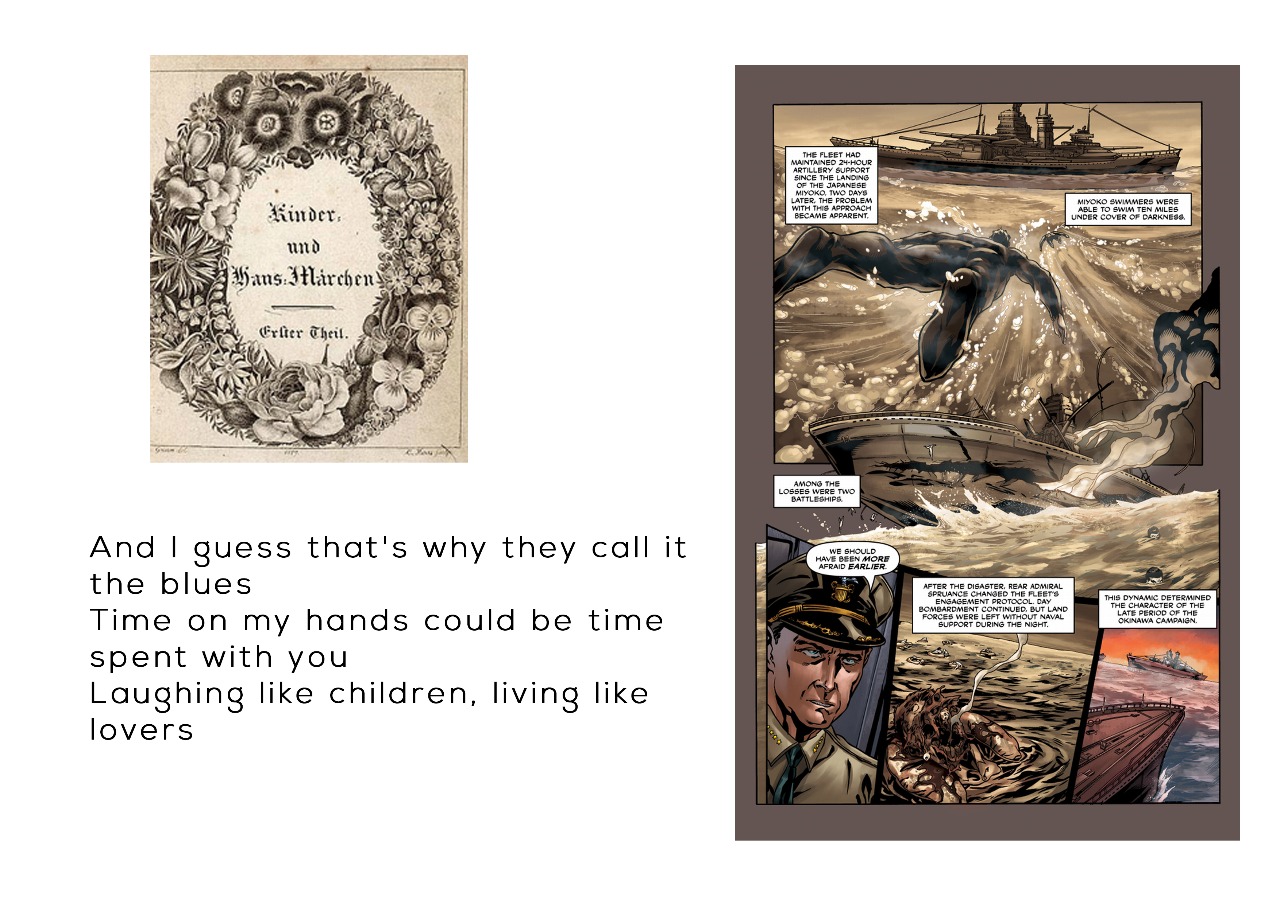 Kinder:
und
Haus:Märchen
Erster Theil.
And I guess that's why they call it
the blues
Time on my hands could be time
spent with you
Laughing like children, living like
lovers
THE FLEET HAD
MAINTAINED 24-HOUR
ARTILLERY SUPPORT
SINCE THE LANDING
OF THE JAPANESE
MIYOKO. TWO DAYS
LATER, THE PROBLEM
WITH THIS APPROACH
BECAME APPARENT.
MIYOKO SWIMMERS WERE
ABLE TO SWIM TEN MILES
UNDER COVER OF DARKNESS.
AMONG THE
LOSSES WERE TWO
BATTLESHIPS.
WE SHOULD
HAVE BEEN MORE
AFRAID EARLIER.
AFTER THE DISASTER, REAR ADMIRAL
SPRUANCE CHANGED THE FLEET'S
ENGAGEMENT PROTOCOL. DAY
BOMBARDMENT CONTINUED, BUT LAND
FORCES WERE LEFT WITHOUT NAVAL
SUPPORT DURING THE NIGHT.
THIS DYNAMIC DETERMINED
THE CHARACTER OF THE
LATE PERIOD OF THE
OKINAWA CAMPAIGN.